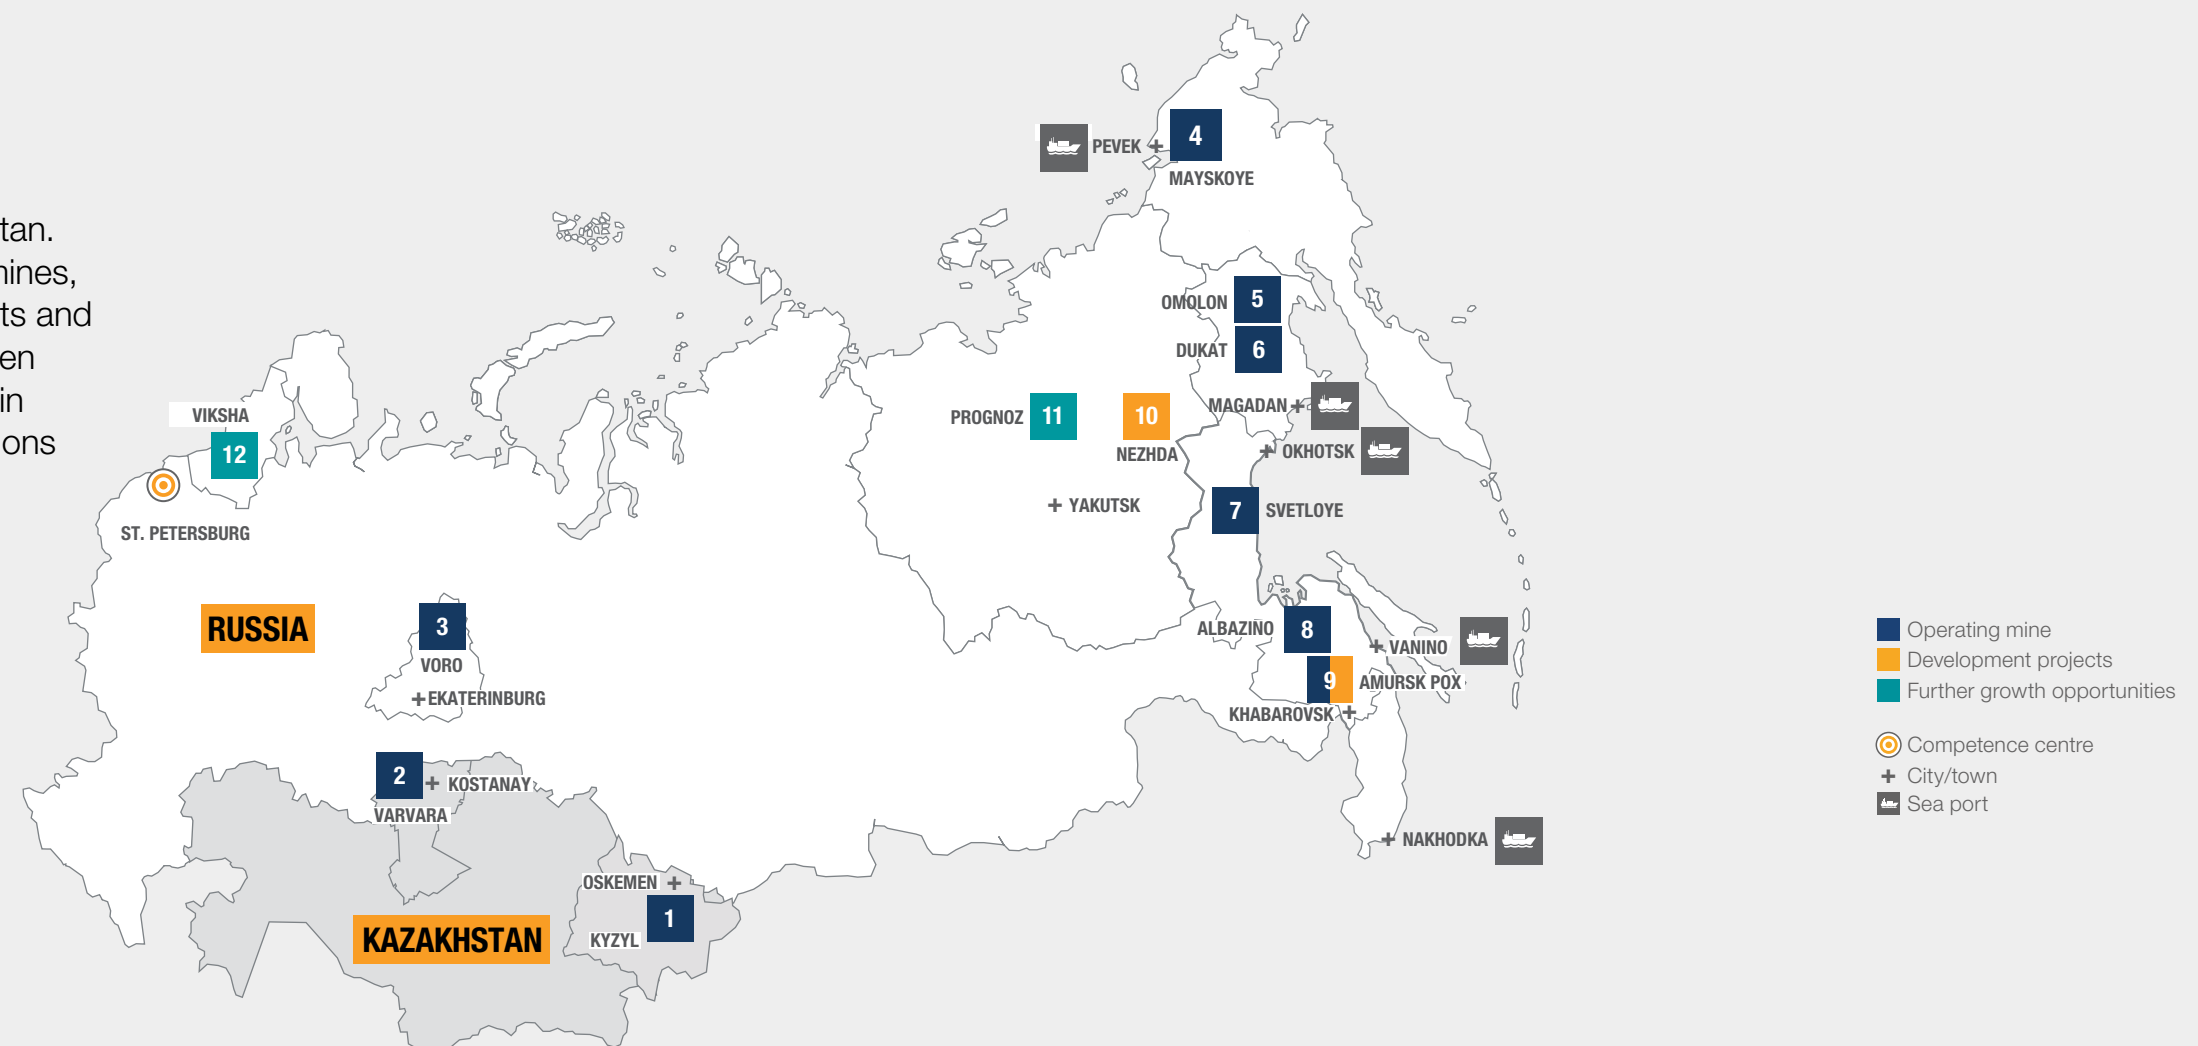 tan.
nines,
ts and
en
in
ons
PEVEK
4
MAYSKOYE
OMOLON
5
DUKAT
6
VIKSHA
12
PROGNOZ
11
10
NEZHDA
MAGADAN
OKHOTSK
ST. PETERSBURG
YAKUTSK
7
SVETLOYE
RUSSIA
3
VORO
EKATERINBURG
ALBAZINO
8
VANINO
9
AMURSK POX
KHABAROVSK
2
KOSTANAY
VARVARA
NAKHODKA
OSKEMEN
1
KYZYL
KAZAKHSTAN
Operating mine
Development projects
Further growth opportunities
Competence centre
City/town
Sea port